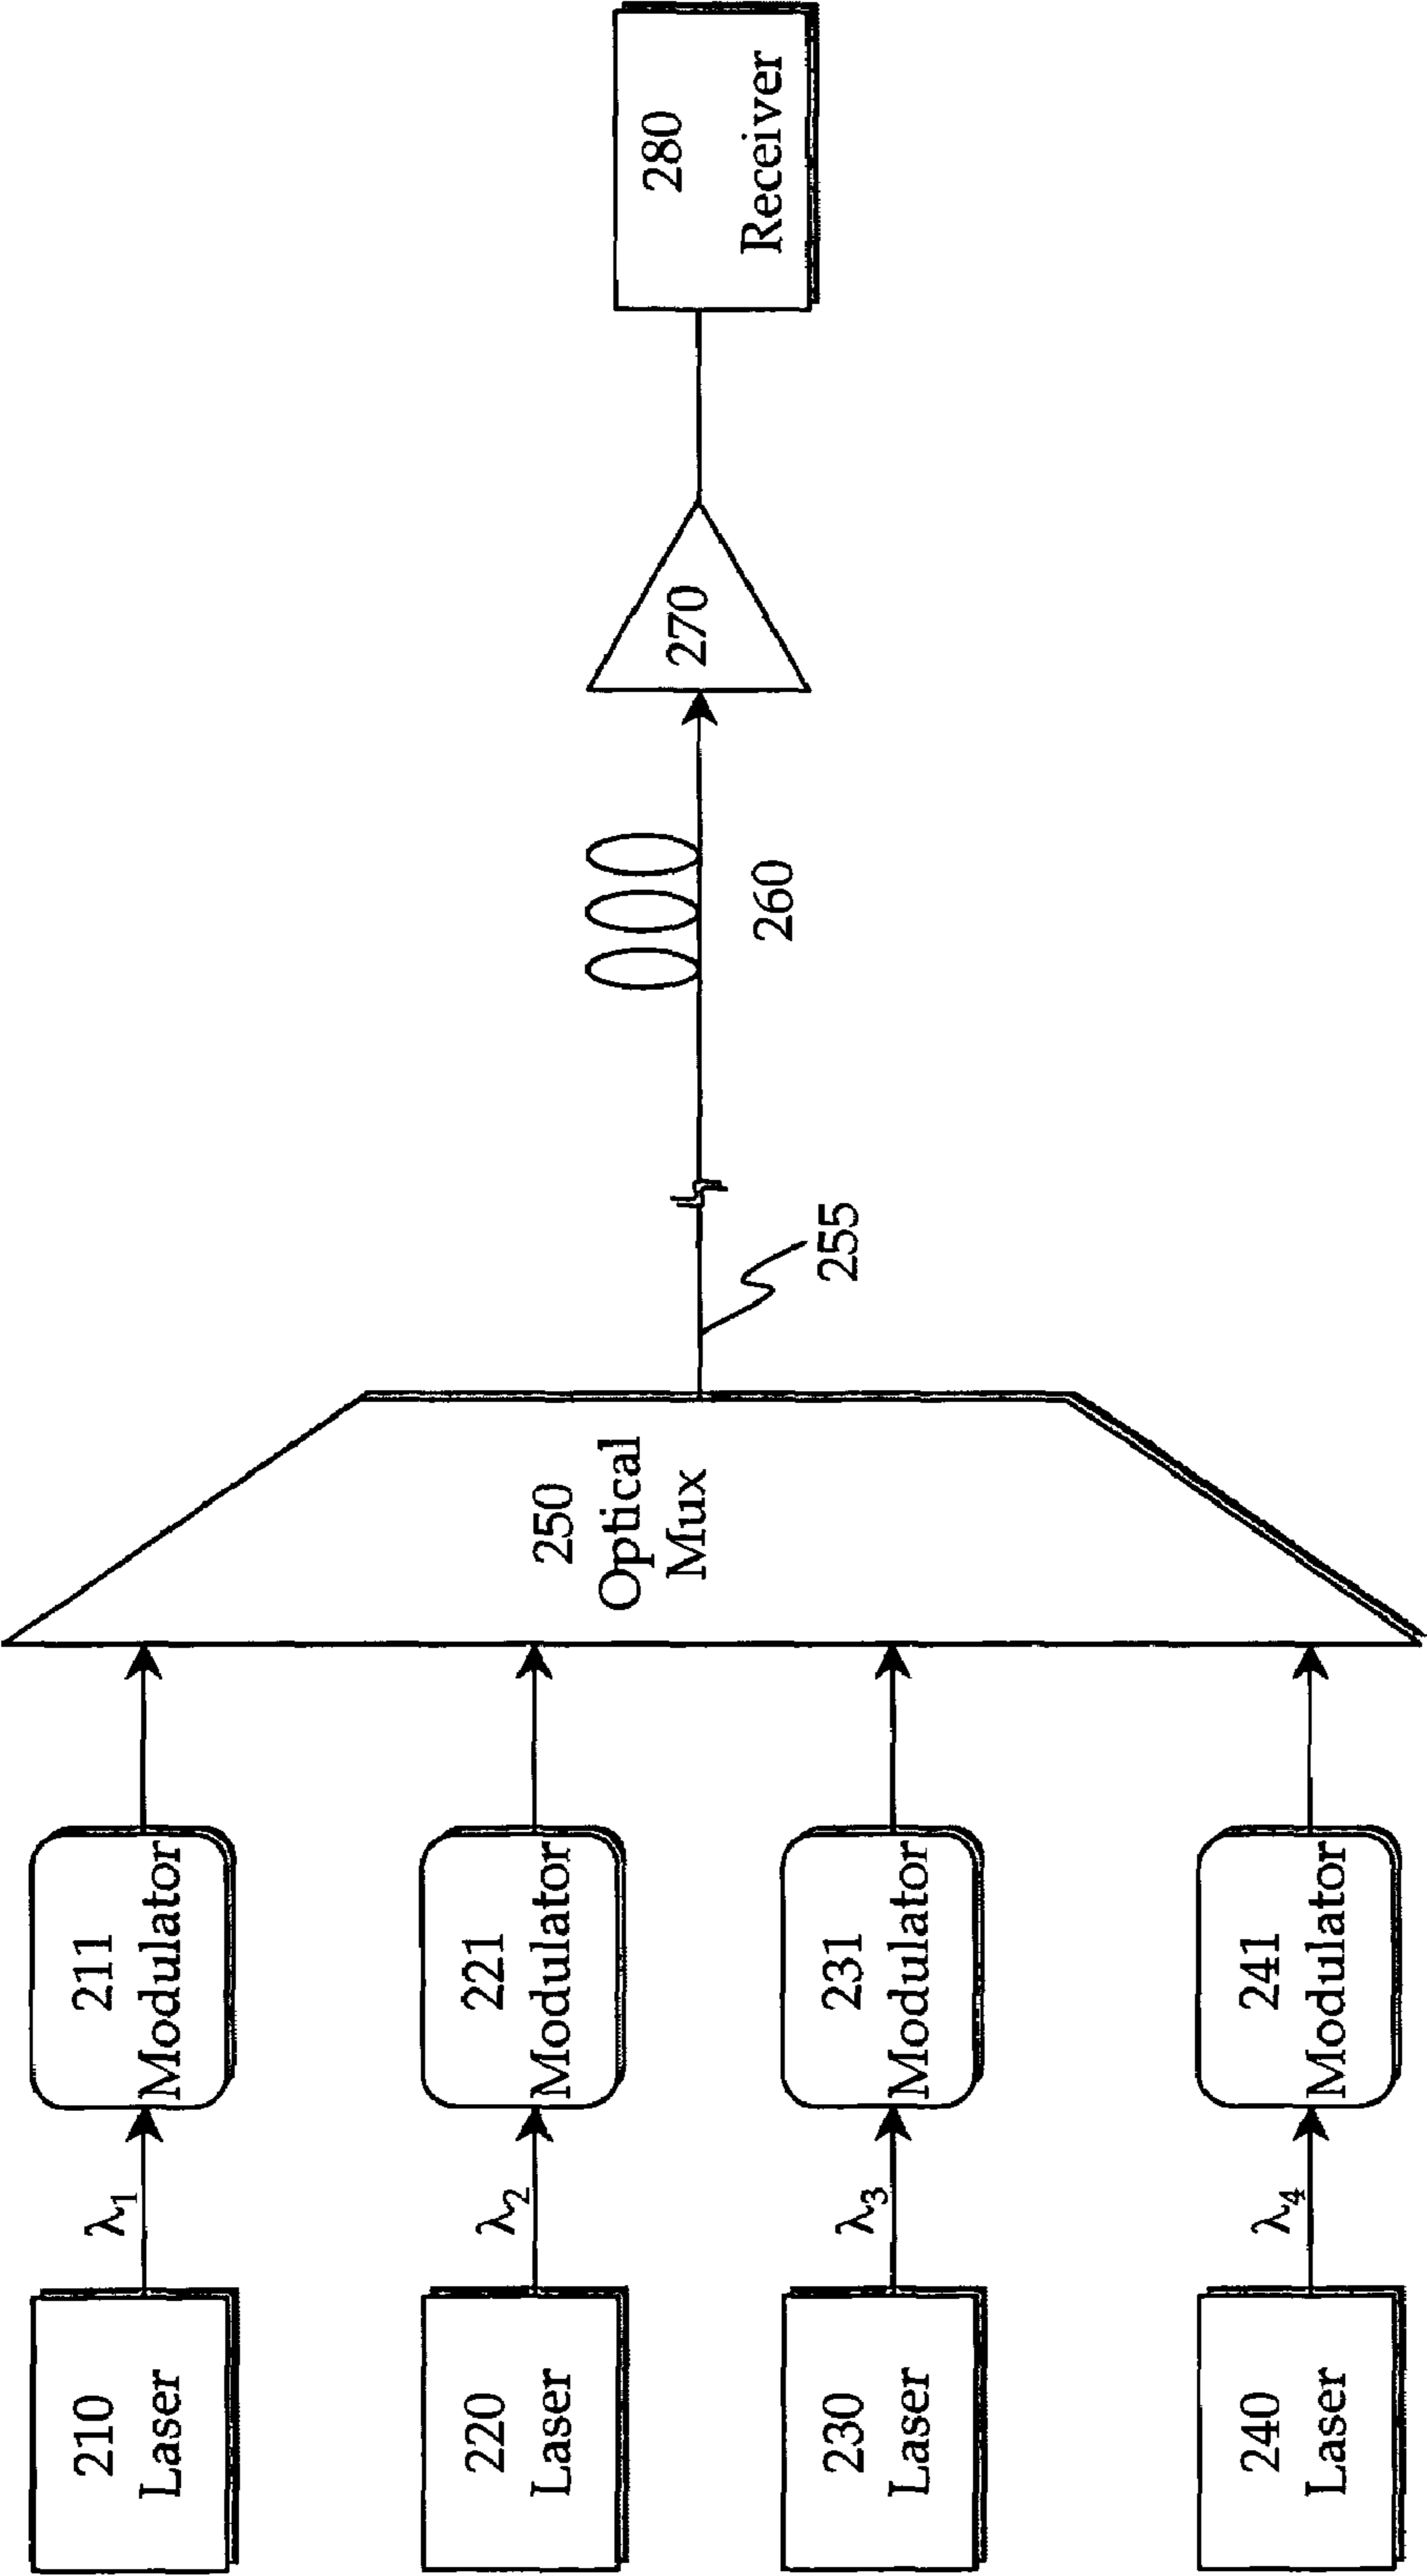 210
Laser
λ1
211
Modulator
220
Laser
λ2
221
Modulator
230
Laser
λ3
231
Modulator
240
Laser
λ4
241
Modulator
250
Optical
Mux
255
260
270
280
Receiver